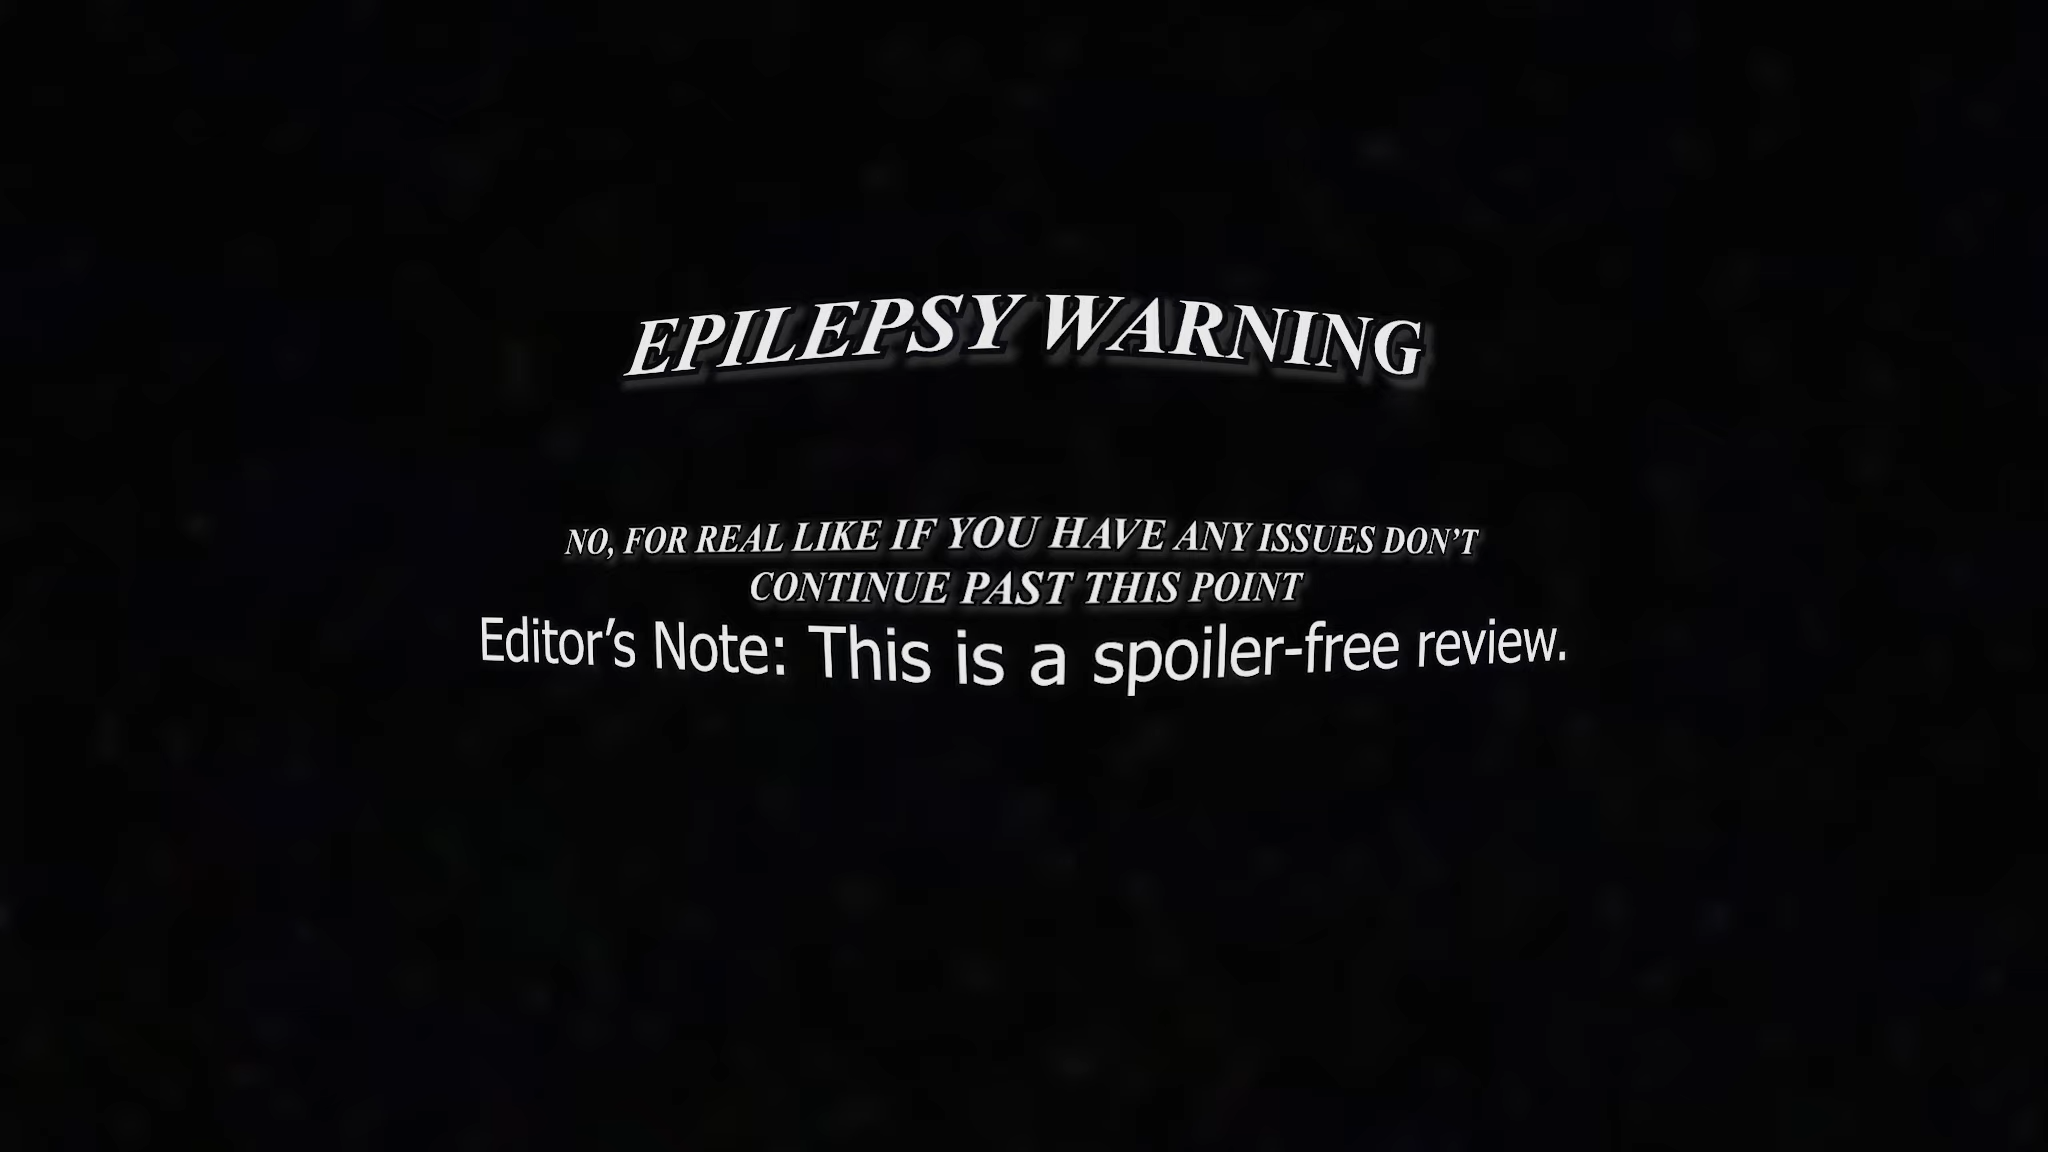 EPILEPSY WARNING
NO, FOR REAL LIKE IF YOU HAVE ANY ISSUES DON'T
CONTINUE PAST THIS POINT
Editor's Note: This is a spoiler-free review.